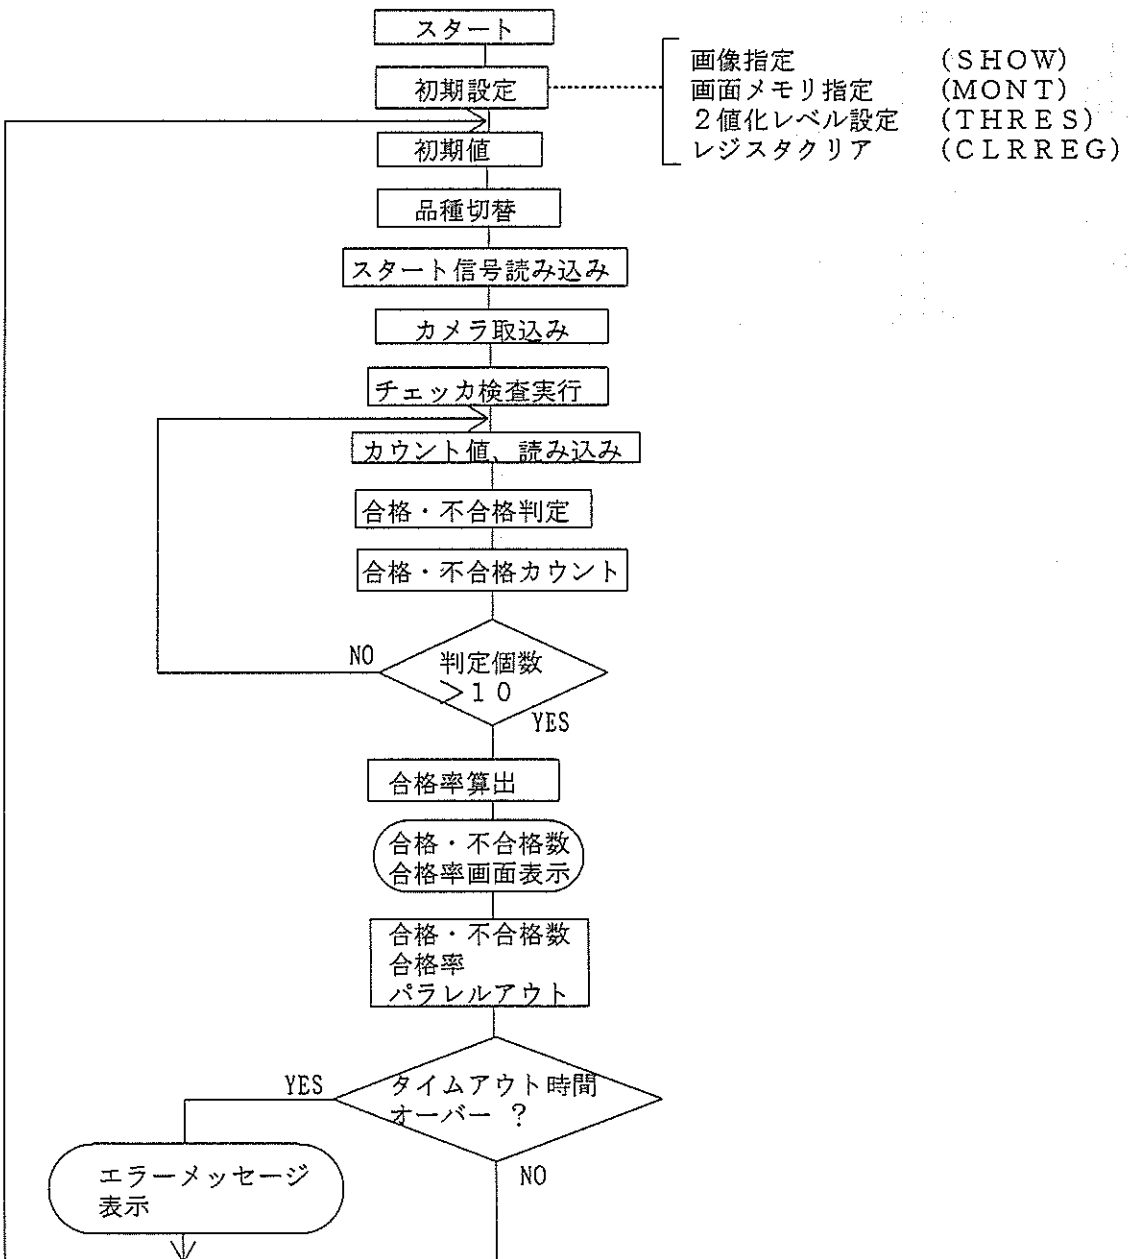 スタート
初期設定
画像指定 (SHOW)
画面メモリ指定 (MONT)
2値化レベル設定 (THRES)
レジスタクリア (CLRREG)
初期値
品種切替
スタート信号読み込み
カメラ取込み
チェッカ検査実行
カウント値、読み込み
合格・不合格判定
合格・不合格カウント
NO
判定個数
>10
YES
合格率算出
合格・不合格数
合格率画面表示
合格・不合格数
合格率
パラレルアウト
YES
タイムアウト時間
オーバー ?
NO
エラーメッセージ
表示